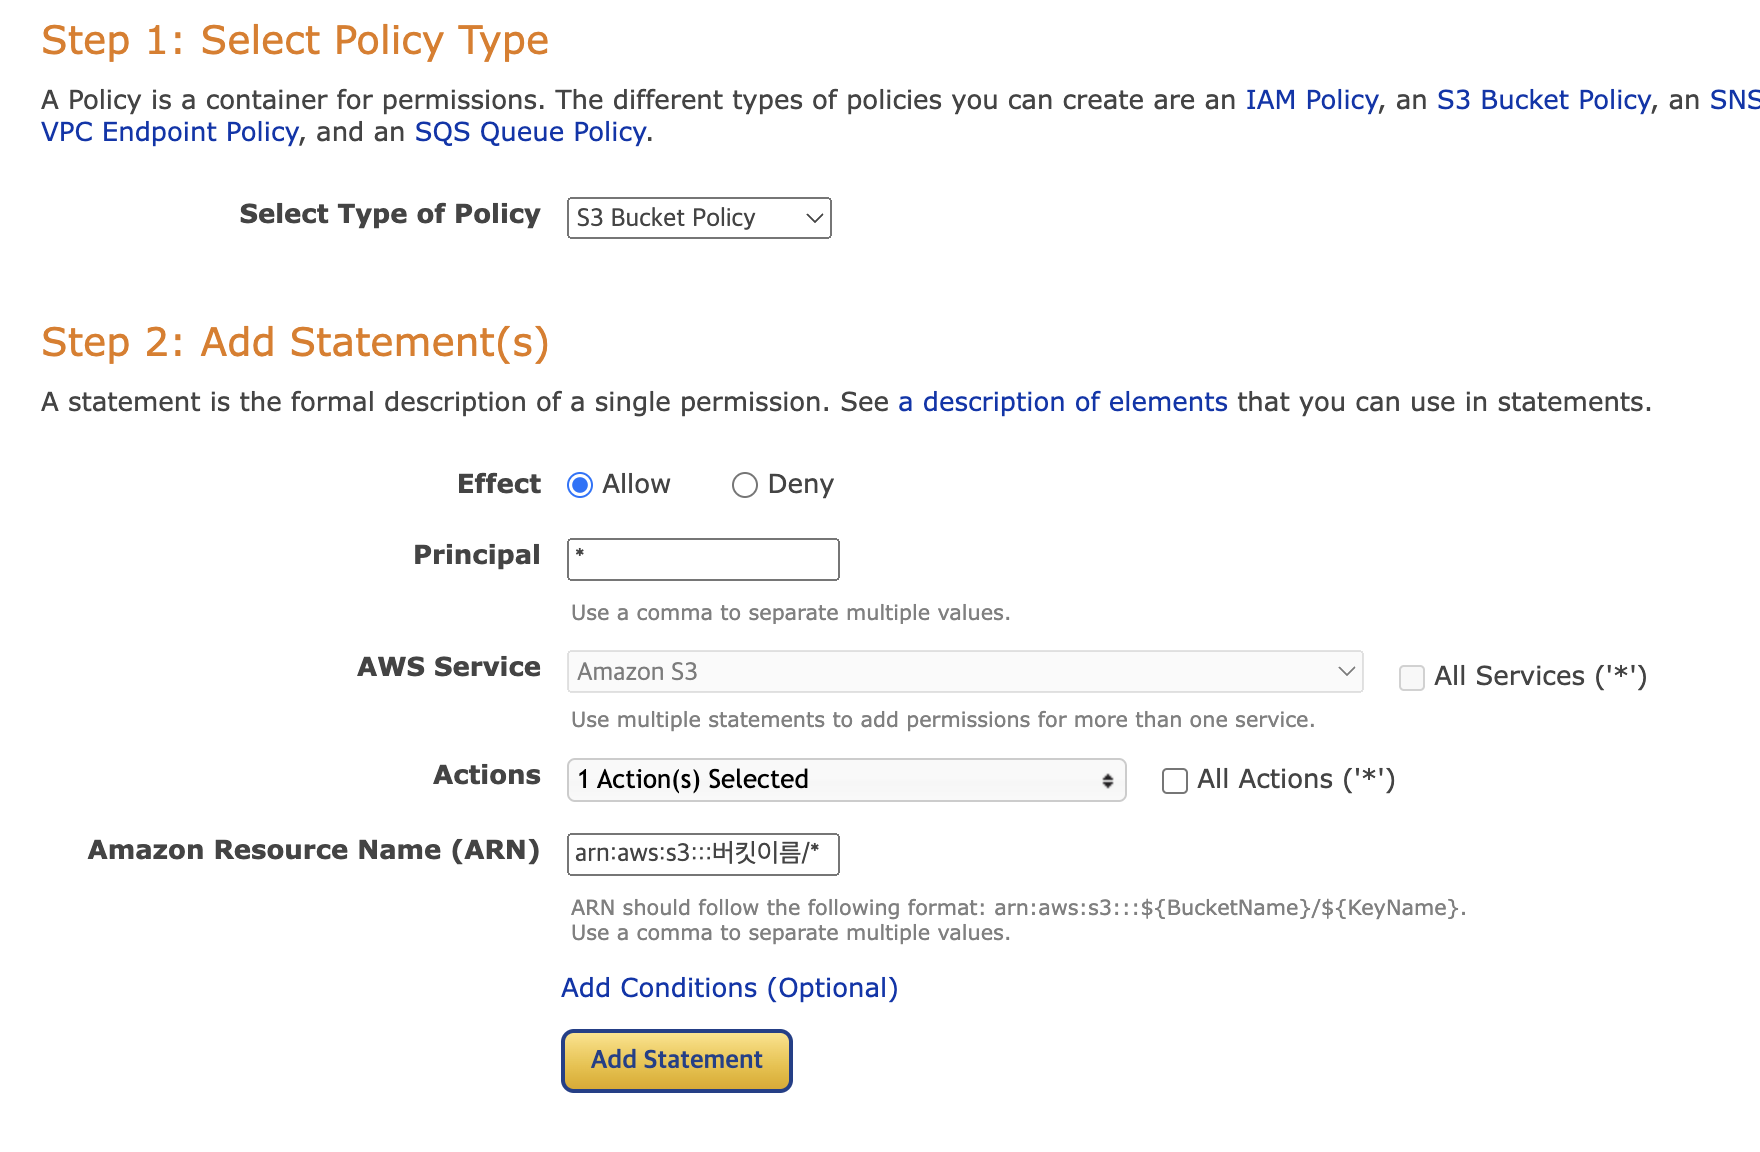 Step 1: Select Policy Type
A Policy is a container for permissions. The different types of policies you can create are an IAM Policy, an S3 Bucket Policy, an SNS
VPC Endpoint Policy, and an SQS Queue Policy.
Select Type of Policy S3 Bucket Policy
Step 2: Add Statement(s)
A statement is the formal description of a single permission. See a description of elements that you can use in statements.
Effect Allow Deny
Principal *
Use a comma to separate multiple values.
AWS Service Amazon S3 All Services ('*')
Use multiple statements to add permissions for more than one service.
Actions 1 Action(s) Selected All Actions ('*')
Amazon Resource Name (ARN) arn:aws:s3:::버킷이름/*
ARN should follow the following format: arn:aws:s3:::${BucketName}/${KeyName}.
Use a comma to separate multiple values.
Add Conditions (Optional)
Add Statement